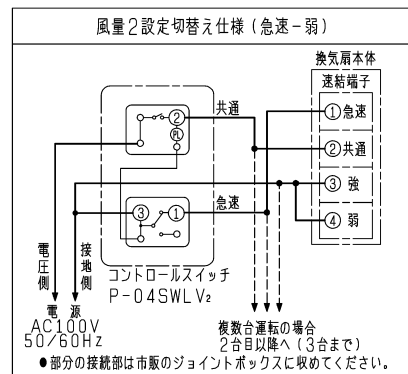 風量2設定切替え仕様（急速－弱）
換気扇本体
速結端子
共通
②
PL
①急速
②共通
③ 強
④ 弱
急速
③
①
電圧側
接地側
コントロールスイッチ
P-04SWLV₂
電 源
AC100V
50/60Hz
複数台運転の場合
2台目以降へ（3台まで）
●部分の接続部は市販のジョイントボックスに収めてください。